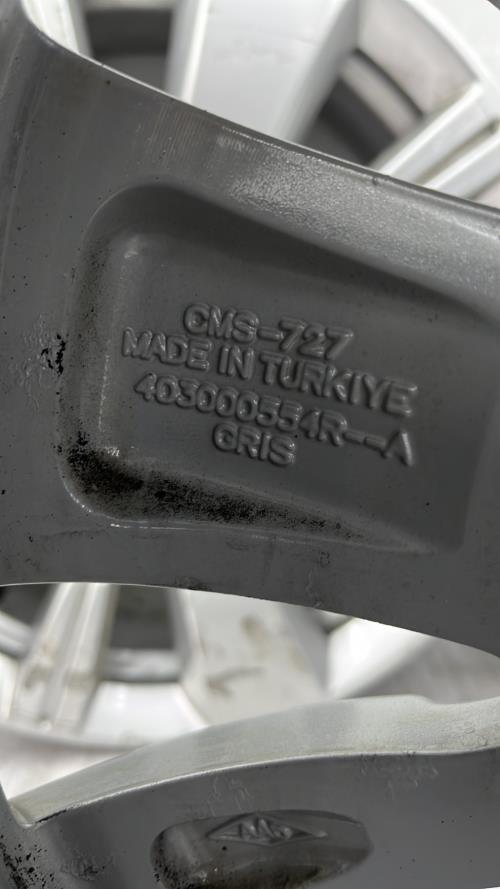 CMS-727
MADE IN TURKIYE
403000554R--A
GRIS